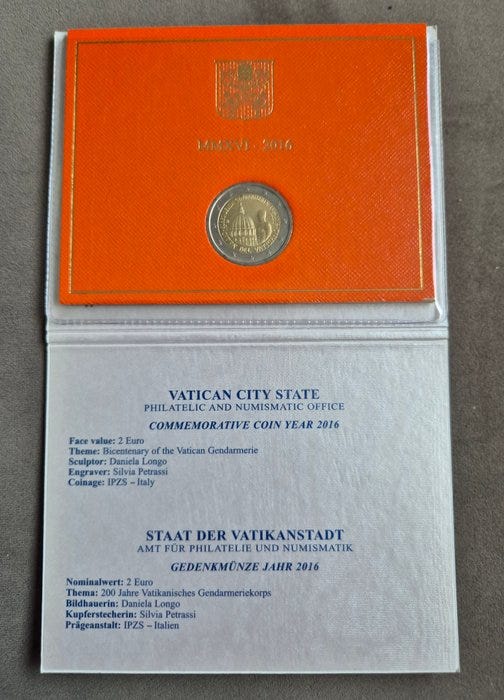 MMXVI - 2016
VATICAN CITY STATE
PHILATELIC AND NUMISMATIC OFFICE
COMMEMORATIVE COIN YEAR 2016
Face value: 2 Euro
Theme: Bicentenary of the Vatican Gendarmerie
Sculptor: Daniela Longo
Engraver: Silvia Petrassi
Coinage: IPZS – Italy
STAAT DER VATIKANSTADT
AMT FÜR PHILATELIE UND NUMISMATIK
GEDENKMÜNZE JAHR 2016
Nominalwert: 2 Euro
Thema: 200 Jahre Vatikanisches Gendarmeriekorps
Bildhauerin: Daniela Longo
Kupferstecherin: Silvia Petrassi
Prägeanstalt: IPZS – Italien